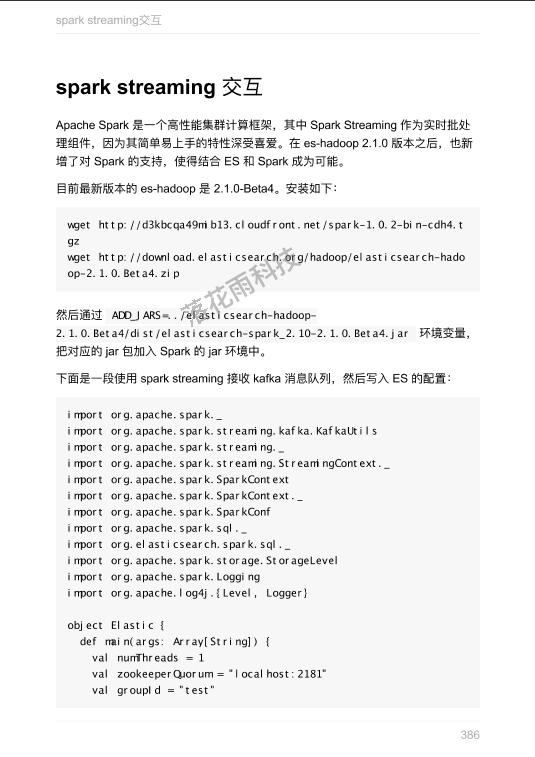 spark streaming交互
spark streaming 交互
Apache Spark 是一个高性能集群计算框架，其中 Spark Streaming 作为实时批处
理组件，因为其简单易上手的特性深受喜爱。在 es-hadoop 2.1.0 版本之后，也新
增了对 Spark 的支持，使得结合 ES 和 Spark 成为可能。
目前最新版本的 es-hadoop 是 2.1.0-Beta4。安装如下：
wget http://d3kbcqa49mib13.cloudfront.net/spark-1.0.2-bin-cdh4.t
gz
wget http://download.elasticsearch.org/hadoop/elasticsearch-hado
op-2.1.0.Beta4.zip
落花雨科技
然后通过 ADD_JARS=../elasticsearch-hadoop-
2.1.0.Beta4/dist/elasticsearch-spark_2.10-2.1.0.Beta4.jar 环境变量，
把对应的 jar 包加入 Spark 的 jar 环境中。
下面是一段使用 spark streaming 接收 kafka 消息队列，然后写入 ES 的配置：
import org.apache.spark._
import org.apache.spark.streaming.kafka.KafkaUtils
import org.apache.spark.streaming._
import org.apache.spark.streaming.StreamingContext._
import org.apache.spark.SparkContext
import org.apache.spark.SparkContext._
import org.apache.spark.SparkConf
import org.apache.spark.sql._
import org.elasticsearch.spark.sql._
import org.apache.spark.storage.StorageLevel
import org.apache.spark.Logging
import org.apache.log4j.{Level, Logger}
object Elastic {
def main(args: Array[String]) {
val numThreads = 1
val zookeeperQuorum = "localhost:2181"
val groupId = "test"
386